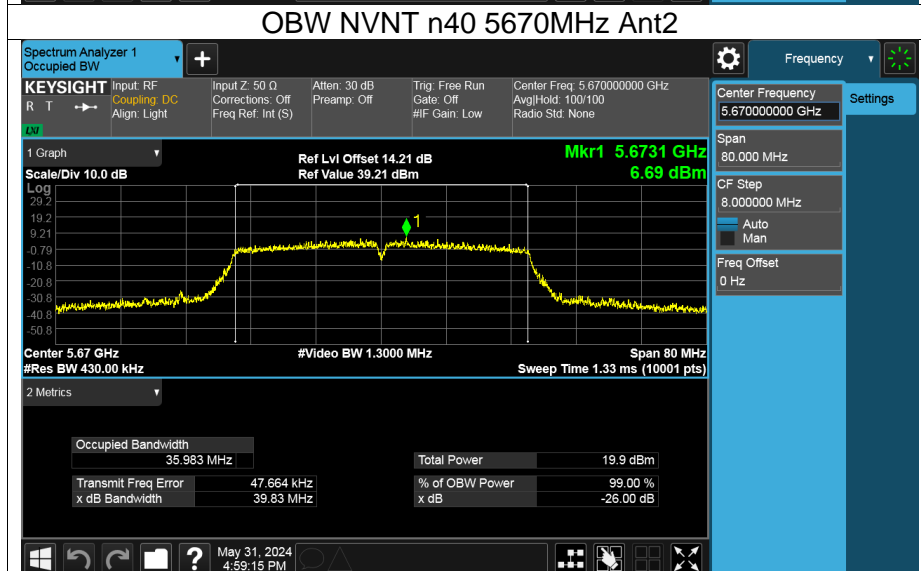 OBW NVNT n40 5670MHz Ant2
Spectrum Analyzer 1
Occupied BW
+
Frequency
KEYSIGHT
R T
LXI
Input: RF
Coupling: DC
Align: Light
Input Z: 50 Ω
Corrections: Off
Freq Ref: Int (S)
Atten: 30 dB
Preamp: Off
Trig: Free Run
Gate: Off
#IF Gain: Low
Center Freq: 5.670000000 GHz
Avg|Hold: 100/100
Radio Std: None
1 Graph
Scale/Div 10.0 dB
Ref Lvl Offset 14.21 dB
Ref Value 39.21 dBm
Mkr1 5.6731 GHz
6.69 dBm
Log
29.2
19.2
9.21
-0.79
-10.8
-20.8
-30.8
-40.8
-50.8
1
Center 5.67 GHz
#Res BW 430.00 kHz
#Video BW 1.3000 MHz
Span 80 MHz
Sweep Time 1.33 ms (10001 pts)
2 Metrics
Occupied Bandwidth
35.983 MHz
Transmit Freq Error 47.664 kHz
x dB Bandwidth 39.83 MHz
Total Power 19.9 dBm
% of OBW Power 99.00 %
x dB -26.00 dB
Center Frequency
5.670000000 GHz
Settings
Span
80.000 MHz
CF Step
8.000000 MHz
Auto
Man
Freq Offset
0 Hz
?
May 31, 2024
4:59:15 PM